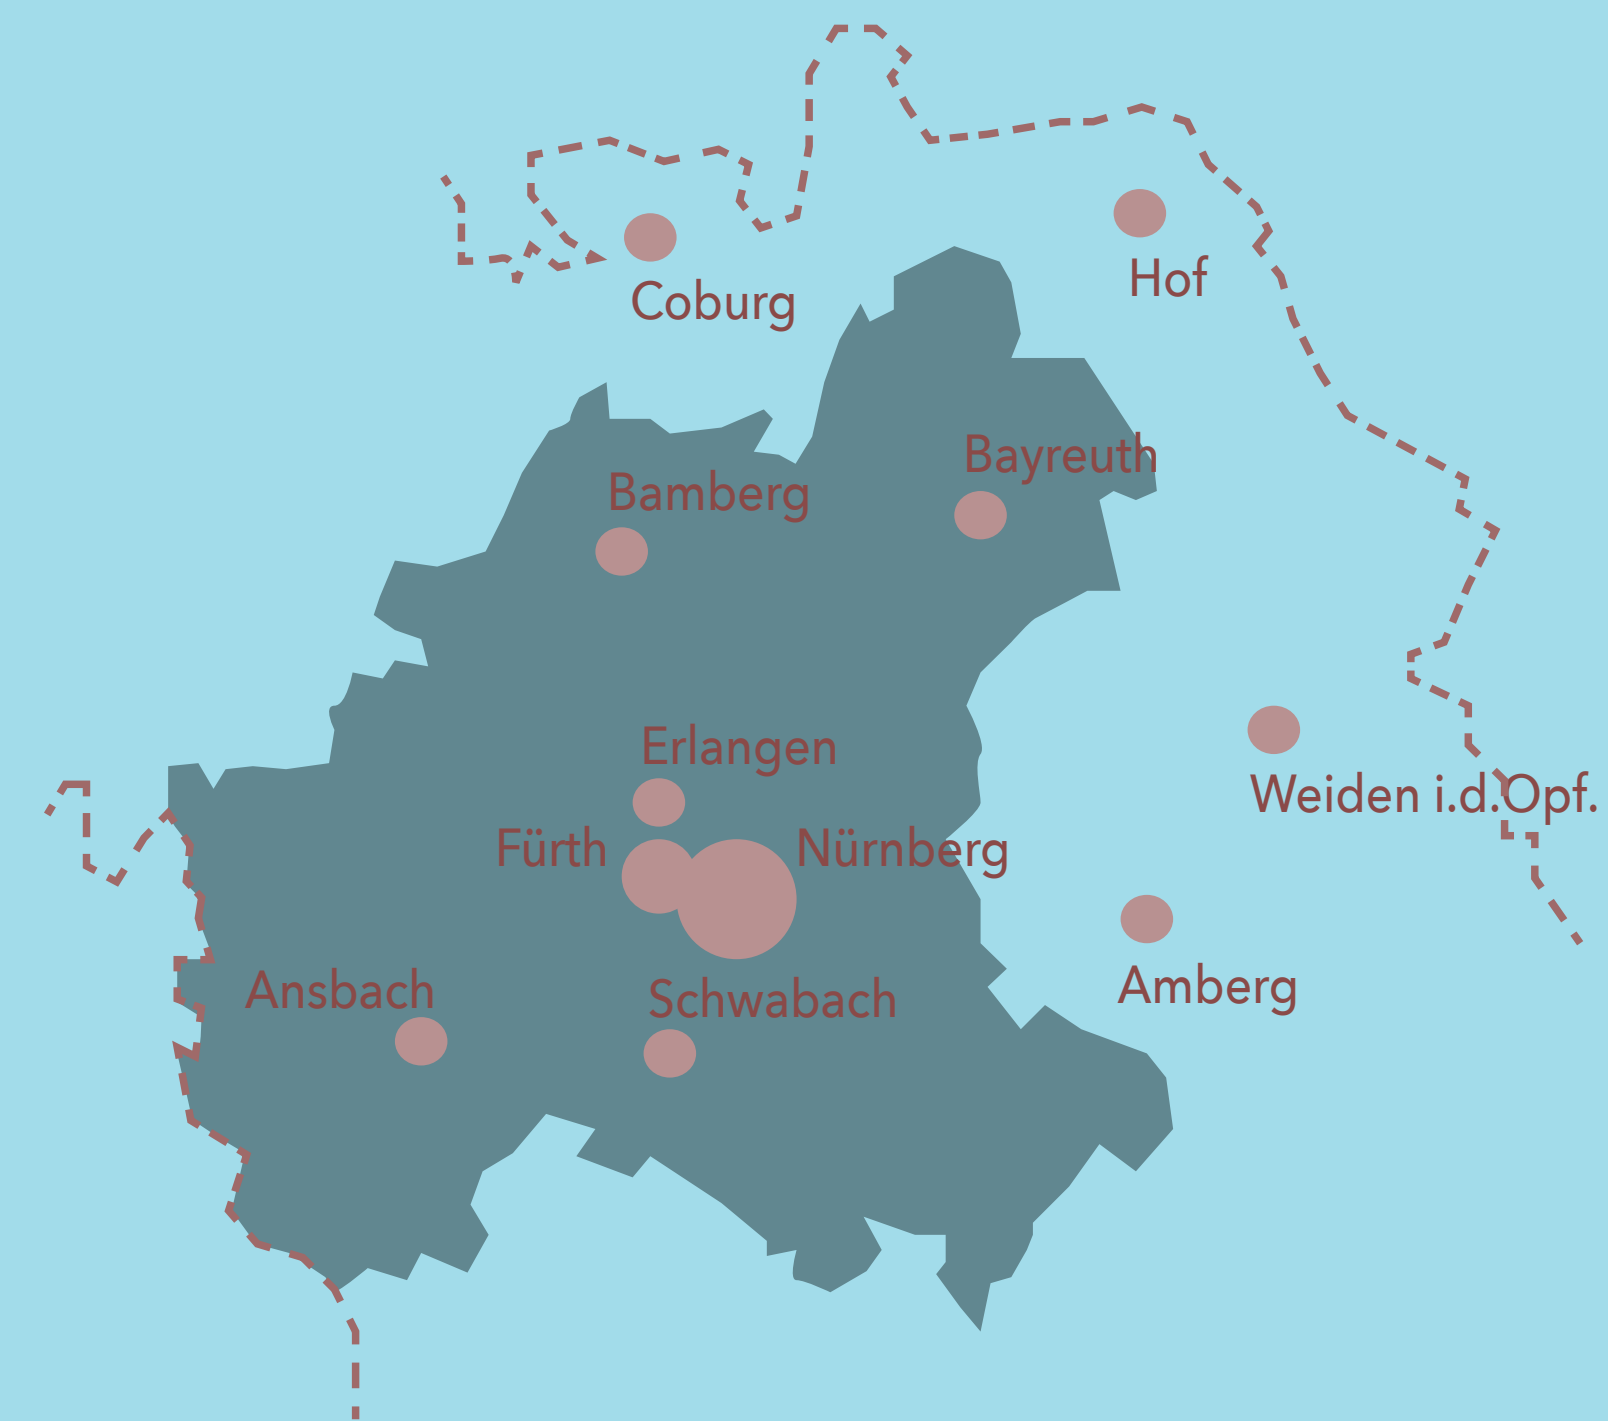 Hof
Coburg
Bayreuth
Bamberg
Erlangen
Weiden i.d.Opf.
Fürth
Nürnberg
Ansbach
Schwabach
Amberg